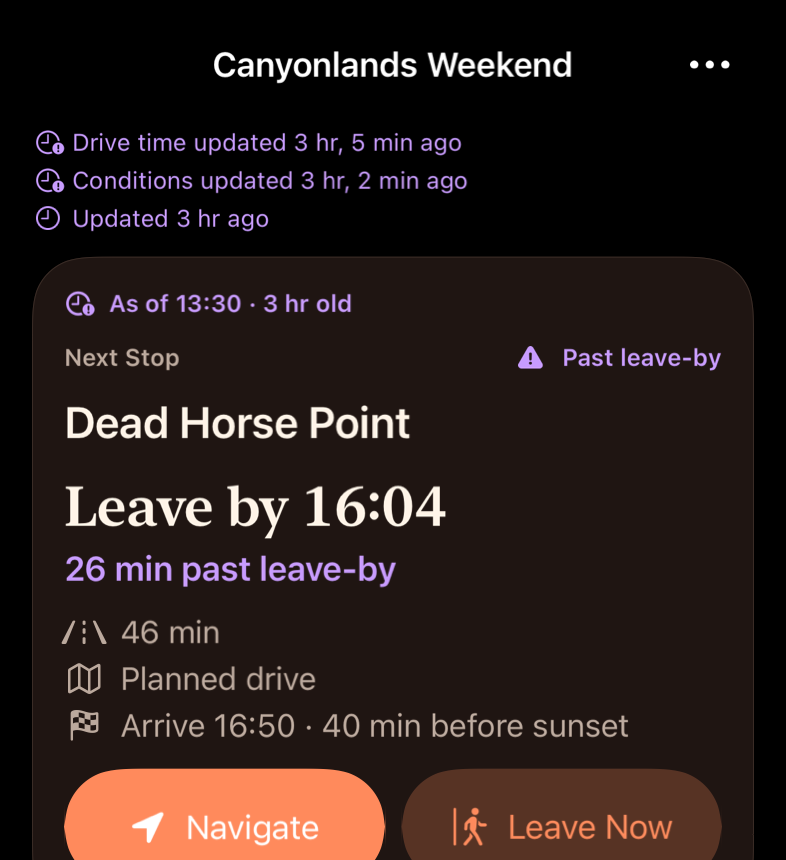 Canyonlands Weekend
Drive time updated 3 hr, 5 min ago
Conditions updated 3 hr, 2 min ago
Updated 3 hr ago
As of 13:30 · 3 hr old
Next Stop
Past leave-by
Dead Horse Point
Leave by 16:04
26 min past leave-by
46 min
Planned drive
Arrive 16:50 · 40 min before sunset
Navigate
Leave Now